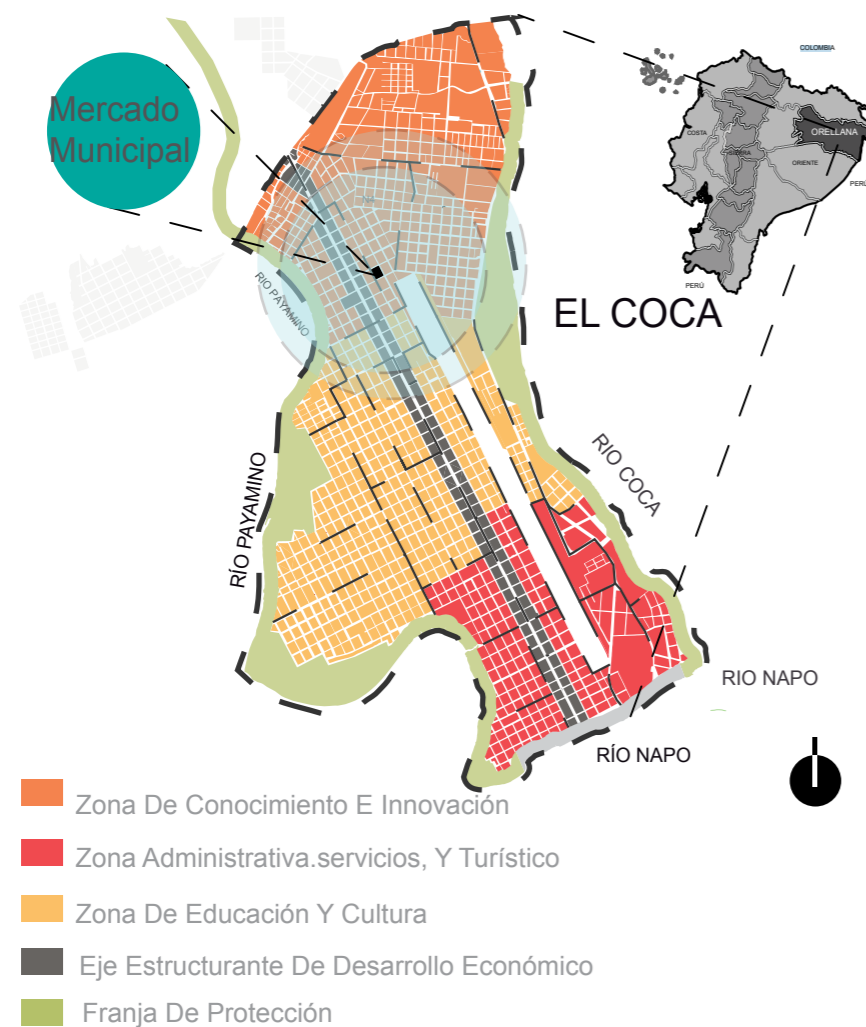 Mercado
Municipal
COLOMBIA
COSTA
ORELLANA
ORIENTE
PERÚ
PERÚ
RIO PAYAMINO
EL COCA
RIO COCA
RÍO PAYAMINO
RIO NAPO
RÍO NAPO
Zona De Conocimiento E Innovación
Zona Administrativa.servicios, Y Turístico
Zona De Educación Y Cultura
Eje Estructurante De Desarrollo Económico
Franja De Protección